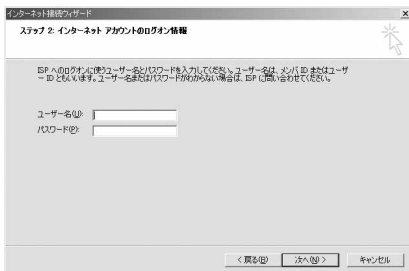 インターネット接続ウィザード
ステップ 2: インターネット アカウントのログオン情報
ISP へのログオンに使うユーザー名とパスワードを入力してください。ユーザー名は、メンバ ID またはユーザ
ー ID ともいいます。ユーザー名またはパスワードがわからない場合は、ISP に問い合わせてください。
ユーザー名(U):
パスワード(P):
< 戻る(B)
次へ(N) >
キャンセル